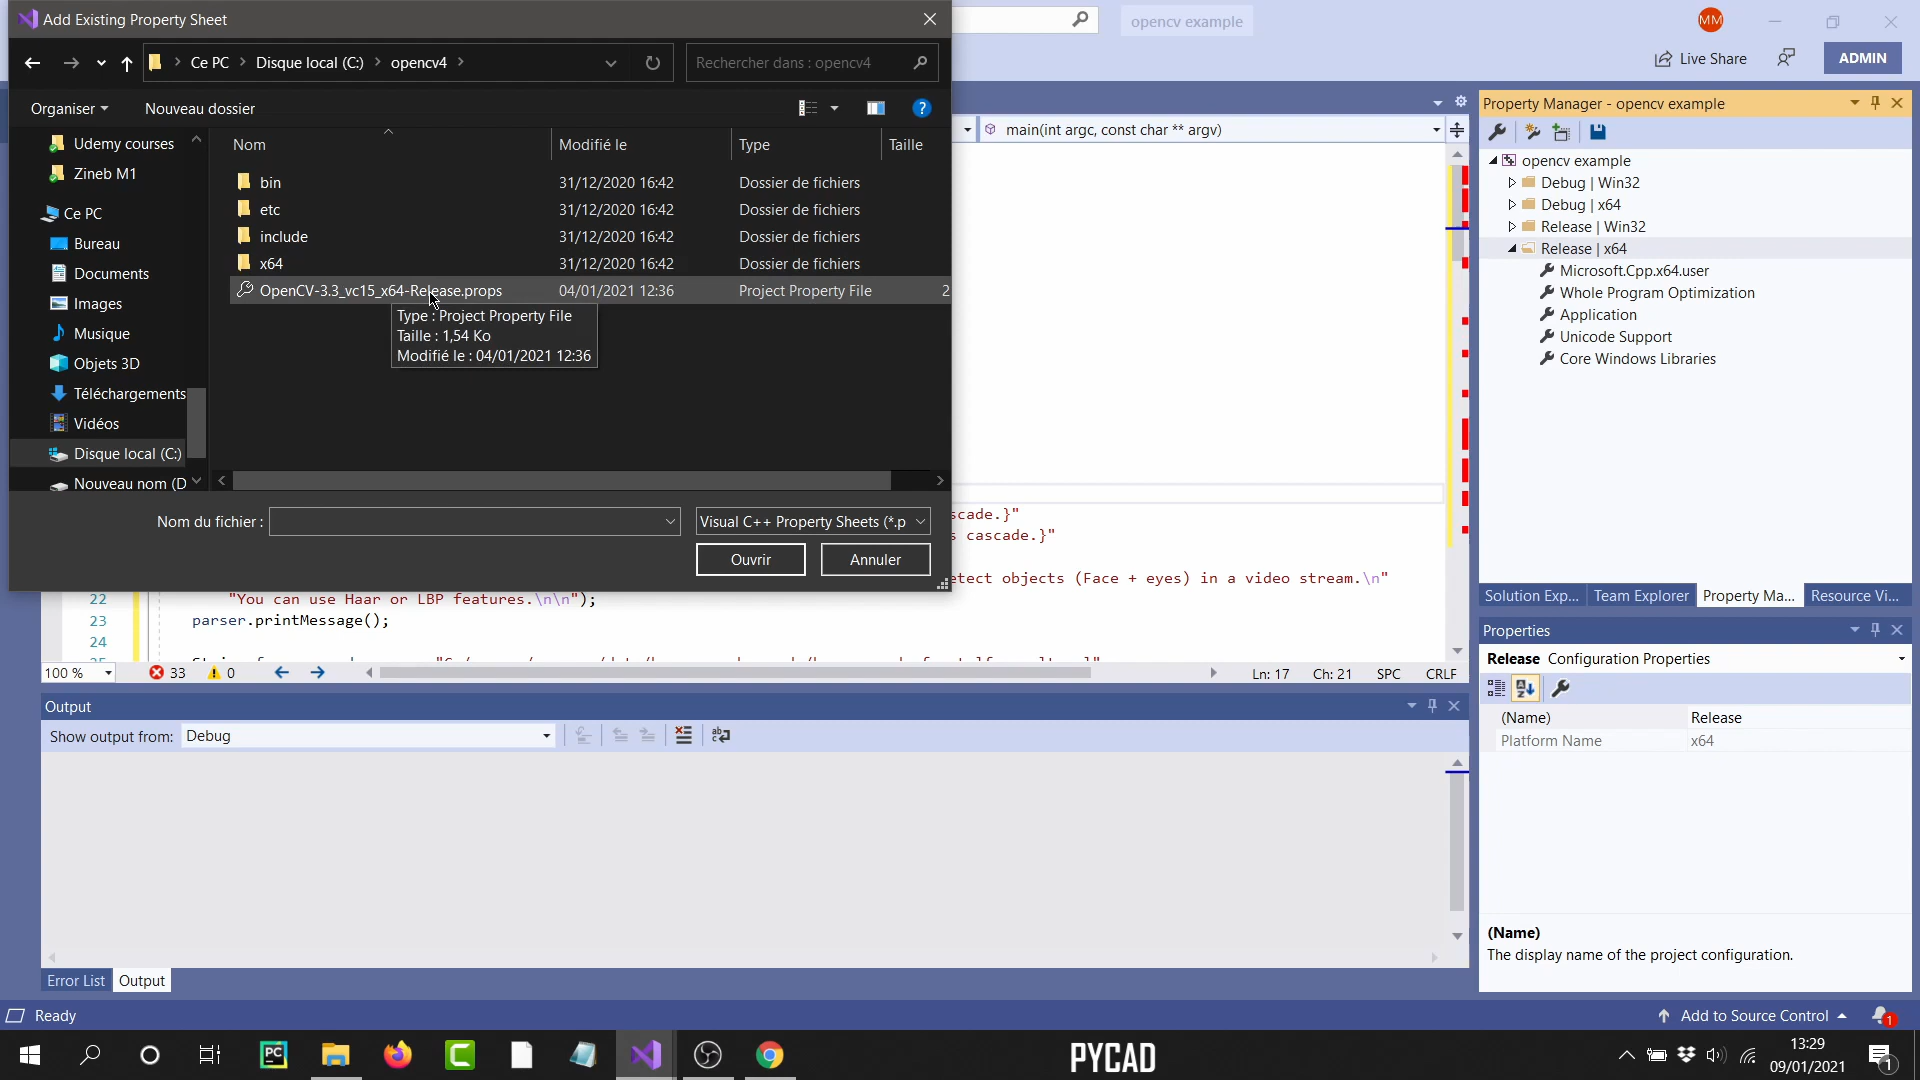 Add Existing Property Sheet
Ce PC
Disque local (C:)
opencv4
Rechercher dans : opencv4
Organiser
Nouveau dossier
?
Udemy courses
Zineb M1
Ce PC
Bureau
Documents
Images
Musique
Objets 3D
Téléchargements
Vidéos
Disque local (C:)
Nouveau nom (D
Nom Modifié le Type Taille
bin 31/12/2020 16:42 Dossier de fichiers
etc 31/12/2020 16:42 Dossier de fichiers
include 31/12/2020 16:42 Dossier de fichiers
x64 31/12/2020 16:42 Dossier de fichiers
OpenCV-3.3_vc15_x64-Release.props 04/01/2021 12:36 Project Property File 2
Type : Project Property File
Taille : 1,54 Ko
Modifié le : 04/01/2021 12:36
Nom du fichier :
Visual C++ Property Sheets (*.p
Ouvrir
Annuler
opencv example
MM
Live Share
ADMIN
main(int argc, const char ** argv)
scade.}"
s cascade.}"
etect objects (Face + eyes) in a video stream.\n"
22 "You can use Haar or LBP features.\n\n");
23 parser.printMessage();
24
100 %
33
0
Ln: 17
Ch: 21
SPC
CRLF
Output
Show output from:
Debug
Error List
Output
Property Manager - opencv example
opencv example
Debug | Win32
Debug | x64
Release | Win32
Release | x64
Microsoft.Cpp.x64.user
Whole Program Optimization
Application
Unicode Support
Core Windows Libraries
Solution Exp...
Team Explorer
Property Ma...
Resource Vi...
Properties
Release Configuration Properties
(Name) Release
Platform Name x64
(Name)
The display name of the project configuration.
Ready
Add to Source Control
1
PC
PYCAD
13:29
09/01/2021
1